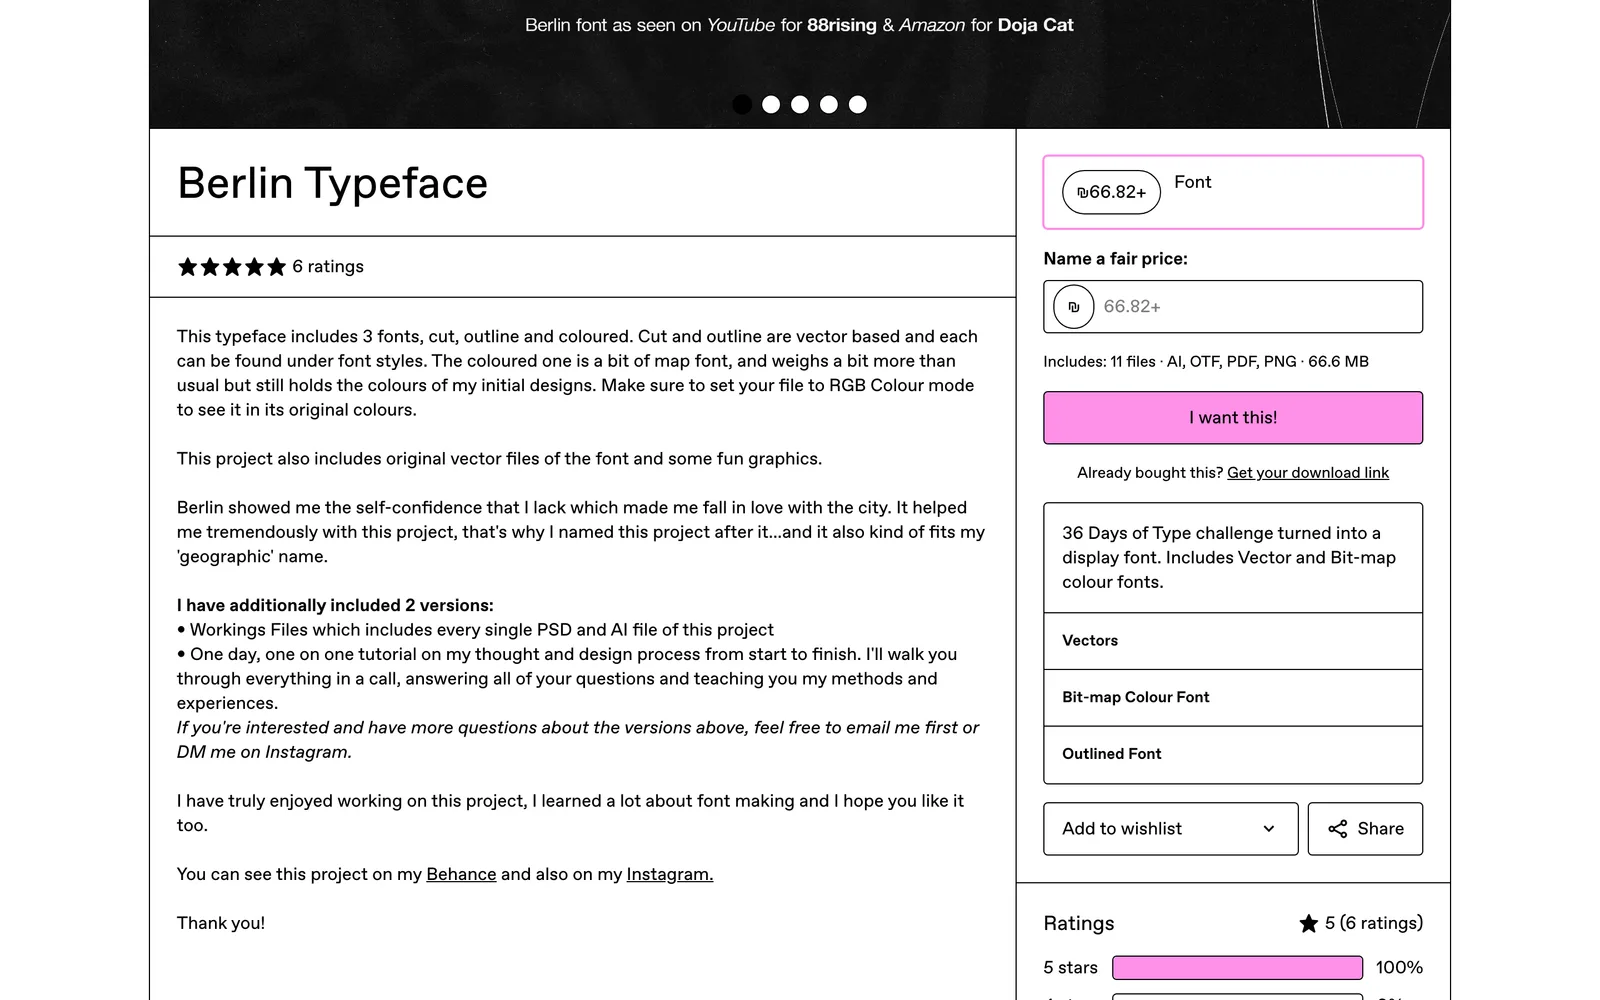 Berlin font as seen on YouTube for 88rising & Amazon for Doja Cat
Berlin Typeface
6 ratings
This typeface includes 3 fonts, cut, outline and coloured. Cut and outline are vector based and each
can be found under font styles. The coloured one is a bit of map font, and weighs a bit more than
usual but still holds the colours of my initial designs. Make sure to set your file to RGB Colour mode
to see it in its original colours.
This project also includes original vector files of the font and some fun graphics.
Berlin showed me the self-confidence that I lack which made me fall in love with the city. It helped
me tremendously with this project, that's why I named this project after it...and it also kind of fits my
'geographic' name.
I have additionally included 2 versions:
• Workings Files which includes every single PSD and AI file of this project
• One day, one on one tutorial on my thought and design process from start to finish. I'll walk you
through everything in a call, answering all of your questions and teaching you my methods and
experiences.
If you're interested and have more questions about the versions above, feel free to email me first or
DM me on Instagram.
I have truly enjoyed working on this project, I learned a lot about font making and I hope you like it
too.
You can see this project on my Behance and also on my Instagram.
Thank you!
₪66.82+
Font
Name a fair price:
₪ 66.82+
Includes: 11 files · AI, OTF, PDF, PNG · 66.6 MB
I want this!
Already bought this? Get your download link
36 Days of Type challenge turned into a
display font. Includes Vector and Bit-map
colour fonts.
Vectors
Bit-map Colour Font
Outlined Font
Add to wishlist
Share
Ratings
5 (6 ratings)
5 stars
100%